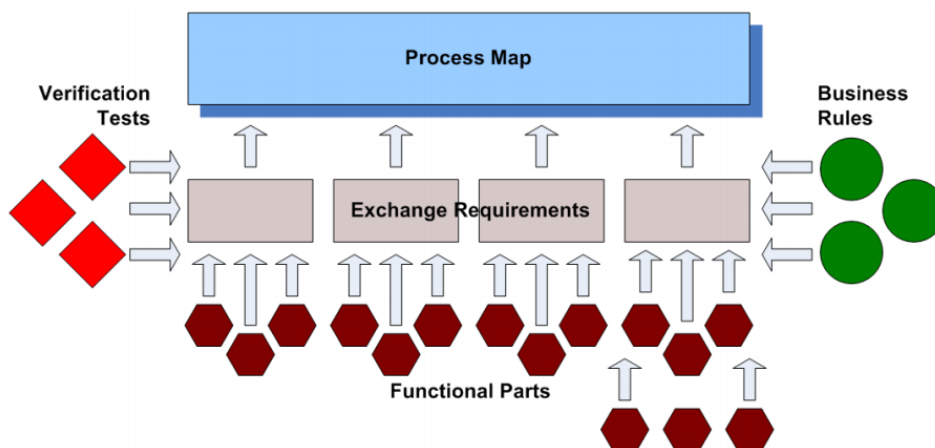 Process Map
Verification
Tests
Business
Rules
Exchange Requirements
Functional Parts